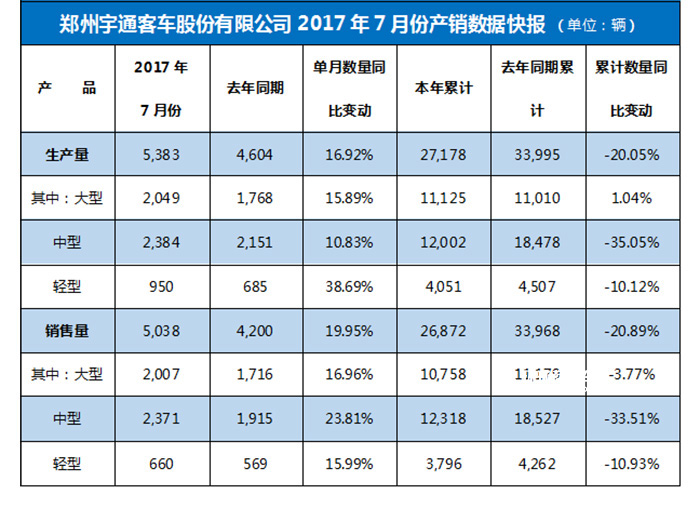 郑州宇通客车股份有限公司 2017 年 7 月份产销数据快报（单位：辆）
产 品 2017 年 7 月份 去年同期 单月数量同比变动 本年累计 去年同期累计 累计数量同比变动
生产量 5,383 4,604 16.92% 27,178 33,995 -20.05%
其中：大型 2,049 1,768 15.89% 11,125 11,010 1.04%
中型 2,384 2,151 10.83% 12,002 18,478 -35.05%
轻型 950 685 38.69% 4,051 4,507 -10.12%
销售量 5,038 4,200 19.95% 26,872 33,968 -20.89%
其中：大型 2,007 1,716 16.96% 10,758 11,179 -3.77%
中型 2,371 1,915 23.81% 12,318 18,527 -33.51%
轻型 660 569 15.99% 3,796 4,262 -10.93%